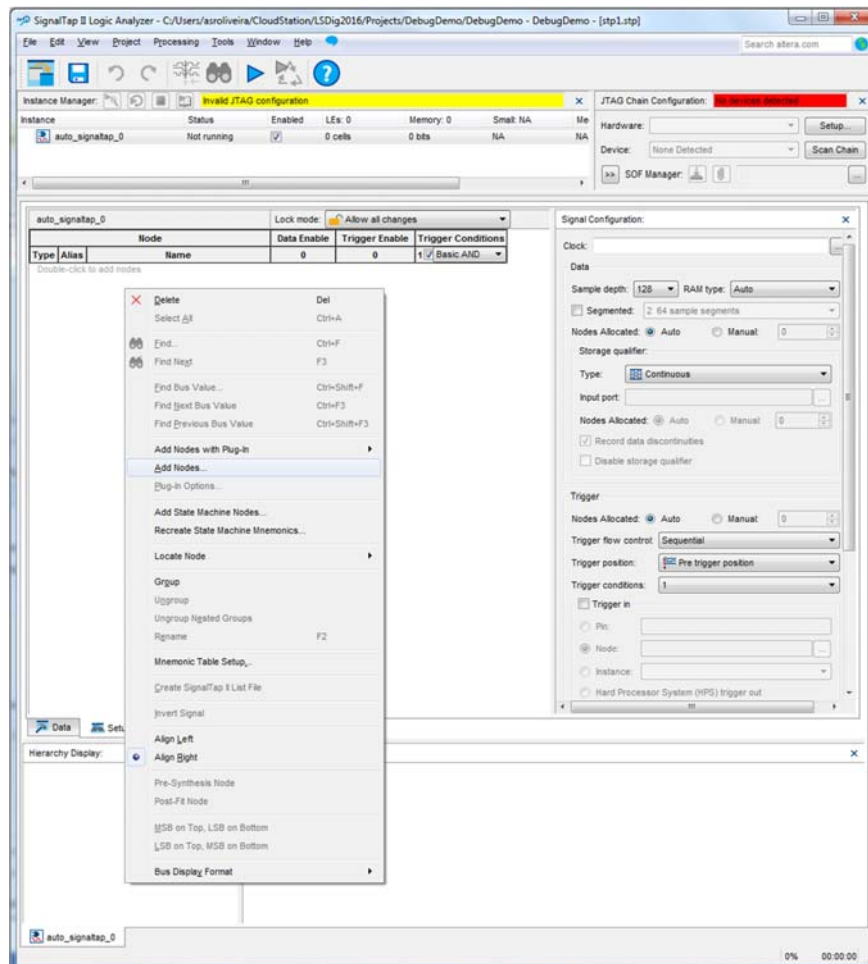 SignalTap II Logic Analyzer - C:/Users/asroliveira/CloudStation/LSDig2016/Projects/DebugDemo/DebugDemo - DebugDemo - [stp1.stp]
File Edit View Project Processing Tools Window Help
Search altera.com
Instance Manager: Invalid JTAG configuration
JTAG Chain Configuration: No devices detected
Instance Status Enabled LEs: 0 Memory: 0 Small: NA Me
auto_signaltap_0 Not running 0 cells 0 bits NA NA
Hardware: Setup...
Device: None Detected Scan Chain
>> SOF Manager: ...
auto_signaltap_0 Lock mode: Allow all changes
Node Data Enable Trigger Enable Trigger Conditions
Type Alias Name 0 0 1 Basic AND
Double-click to add nodes
Delete Del
Select All Ctrl+A
Find... Ctrl+F
Find Next F3
Find Bus Value... Ctrl+Shift+F
Find Next Bus Value Ctrl+F3
Find Previous Bus Value Ctrl+Shift+F3
Add Nodes with Plug-In
Add Nodes...
Plug-In Options...
Add State Machine Nodes...
Recreate State Machine Mnemonics...
Locate Node
Group
Ungroup
Ungroup Nested Groups
Rename F2
Mnemonic Table Setup...
Create SignalTap II List File
Invert Signal
Align Left
Align Right
Pre-Synthesis Node
Post-Fit Node
MSB on Top, LSB on Bottom
LSB on Top, MSB on Bottom
Bus Display Format
Signal Configuration:
Clock: ...
Data
Sample depth: 128 RAM type: Auto
Segmented: 2 64 sample segments
Nodes Allocated: Auto Manual: 0
Storage qualifier:
Type: Continuous
Input port: ...
Nodes Allocated: Auto Manual: 0
Record data discontinuities
Disable storage qualifier
Trigger
Nodes Allocated: Auto Manual: 0
Trigger flow control: Sequential
Trigger position: Pre trigger position
Trigger conditions: 1
Trigger in
Pin:
Node: ...
Instance:
Hard Processor System (HPS) trigger out
Data
Hierarchy Display:
auto_signaltap_0
0% 00:00:00